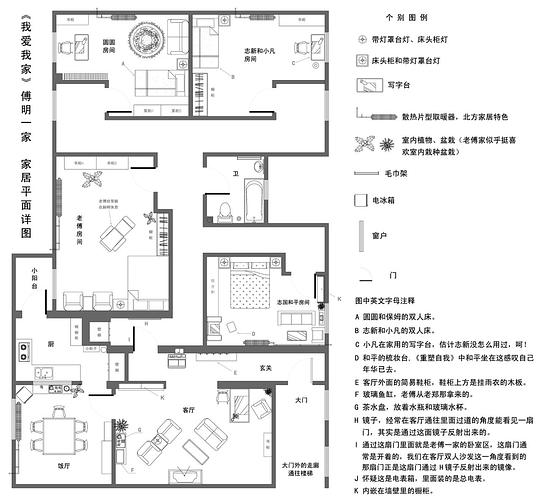 《我爱我家》傅明一家 家居平面详图
个 别 图 例
带灯罩台灯、床头柜灯
床头柜和带灯罩台灯
写字台
散热片型取暖器，北方家居特色
室内植物、盆栽（老傅家似乎挺喜
欢室内栽种盆栽）
毛巾架
电冰箱
窗户
门
图中英文字母注释
A 圆圆和保姆的双人床。
B 志新和小凡的双人床。
C 小凡在家用的写字台，估计志新没怎么用过，呵！
D 和平的梳妆台.《重塑自我》中和平坐在这感叹自己
年华已去。
E 客厅外面的简易鞋柜，鞋柜上方是挂雨衣的木板。
F 玻璃鱼缸，老傅从老郑那拿来的。
G 茶水盘，放着水瓶和玻璃水杯。
H 镜子，经常在客厅通往里面过道的角度能看见一扇
门，其实是通过这面镜子反射出来的。
I 通过这扇门里面就是老傅一家的卧室区，这扇门通
常是开着的，我们在客厅双人沙发这一角度看到的
那扇门正是这扇门通过 H 镜子反射出来的镜像。
J 怀疑这是电表箱，里面装的是总电表。
K 内嵌在墙壁里的橱柜。
圆圆
房间
志新和小凡
房间
A
B
C
卫
老傅
房间
小阳台
志国和平房间
D
K
H
厨
E
玄关
K
客厅
大门
G
F
饭厅
大门外的走廊
通往楼梯